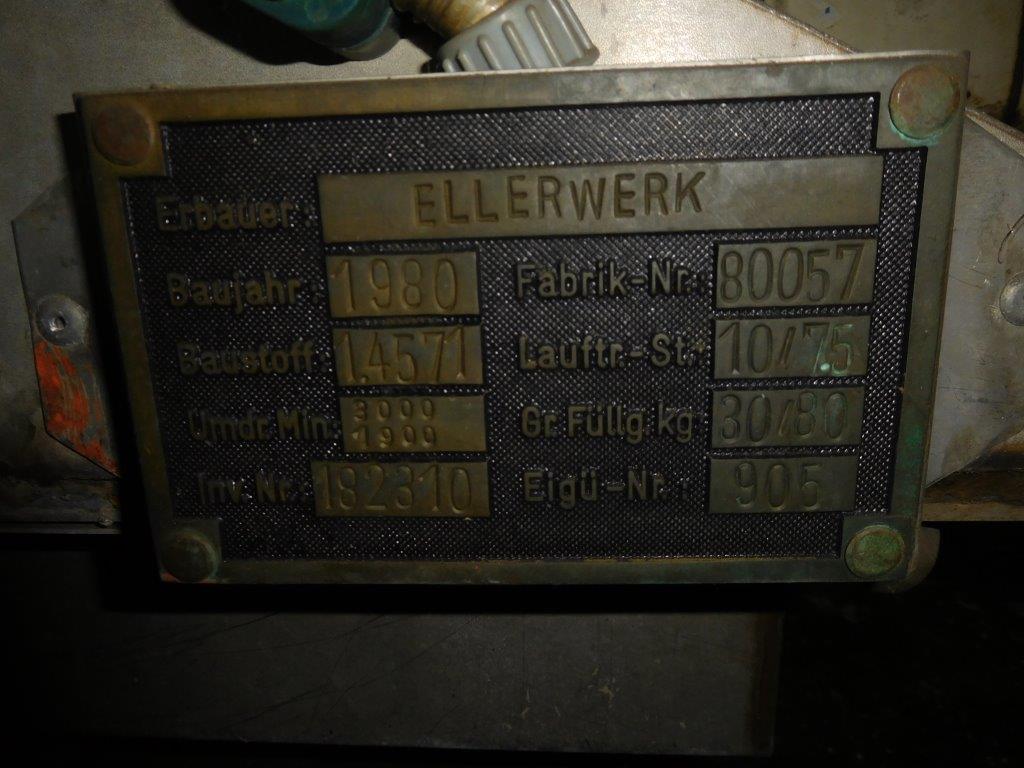 Erbauer: ELLERWERK
Baujahr: 1980 Fabrik-Nr.: 80057
Baustoff: 1.4571 Lauftr.-St.: 10/75
Umdr. Min. 3000
1900 Gr. Füllg. kg 30/80
Inv. Nr.: 182310 Eigü-Nr.: 905